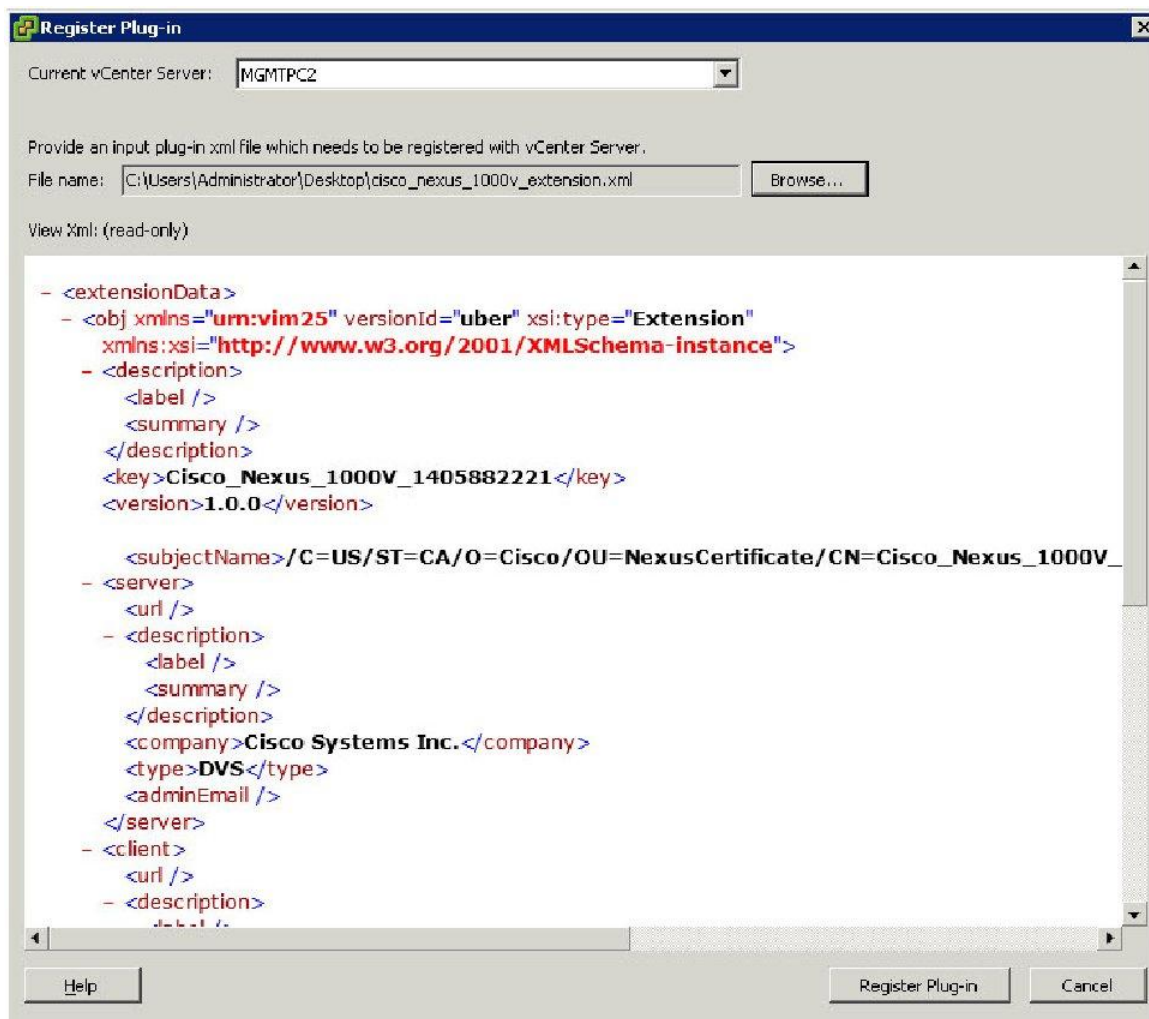 Register Plug-in
Current vCenter Server: MGMTPC2
Provide an input plug-in xml file which needs to be registered with vCenter Server.
File name: C:\Users\Administrator\Desktop\cisco_nexus_1000v_extension.xml Browse...
View Xml: (read-only)
- <extensionData>
- <obj xmlns="urn:vim25" versionId="uber" xsi:type="Extension"
xmlns:xsi="http://www.w3.org/2001/XMLSchema-instance">
- <description>
<label />
<summary />
</description>
<key>Cisco_Nexus_1000V_1405882221</key>
<version>1.0.0</version>
<subjectName>/C=US/ST=CA/O=Cisco/OU=NexusCertificate/CN=Cisco_Nexus_1000V_
- <server>
<url />
- <description>
<label />
<summary />
</description>
<company>Cisco Systems Inc.</company>
<type>DVS</type>
<adminEmail />
</server>
- <client>
<url />
- <description>
Help Register Plug-in Cancel